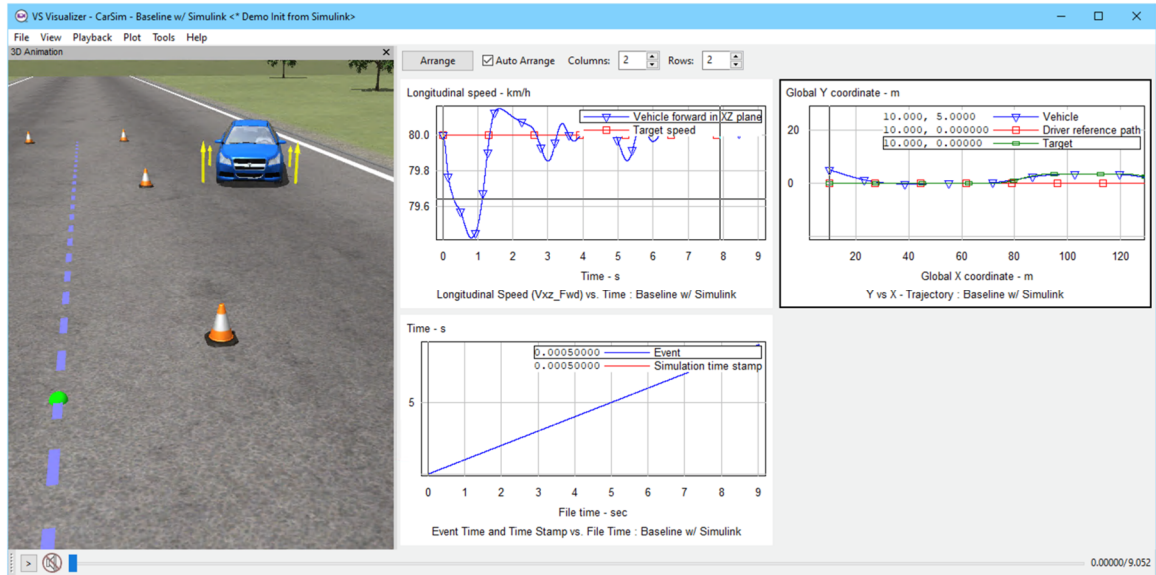 VS Visualizer - CarSim - Baseline w/ Simulink <* Demo Init from Simulink>
File View Playback Plot Tools Help
3D Animation
Arrange Auto Arrange Columns: 2 Rows: 2
Longitudinal speed - km/h
Vehicle forward in XZ plane
Target speed
80.0
79.8
79.6
0 1 2 3 4 5 6 7 8 9
Time - s
Longitudinal Speed (Vxz_Fwd) vs. Time : Baseline w/ Simulink
Global Y coordinate - m
10.000, 5.0000 Vehicle
10.000, 0.000000 Driver reference path
10.000, 0.00000 Target
20
0
20 40 60 80 100 120
Global X coordinate - m
Y vs X - Trajectory : Baseline w/ Simulink
Time - s
0.00050000 Event
0.00050000 Simulation time stamp
5
0 1 2 3 4 5 6 7 8 9
File time - sec
Event Time and Time Stamp vs. File Time : Baseline w/ Simulink
> 0.00000/9.052